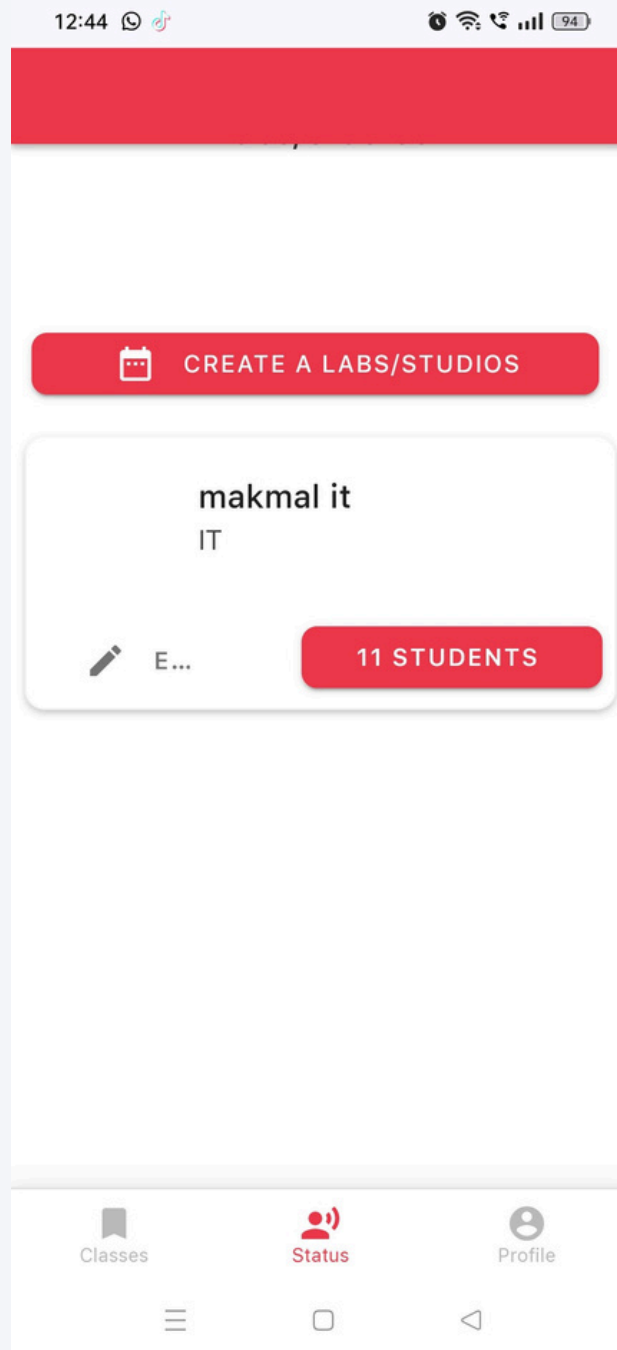 12:44
94
CREATE A LABS/STUDIOS
makmal it
IT
E...
11 STUDENTS
Classes
Status
Profile